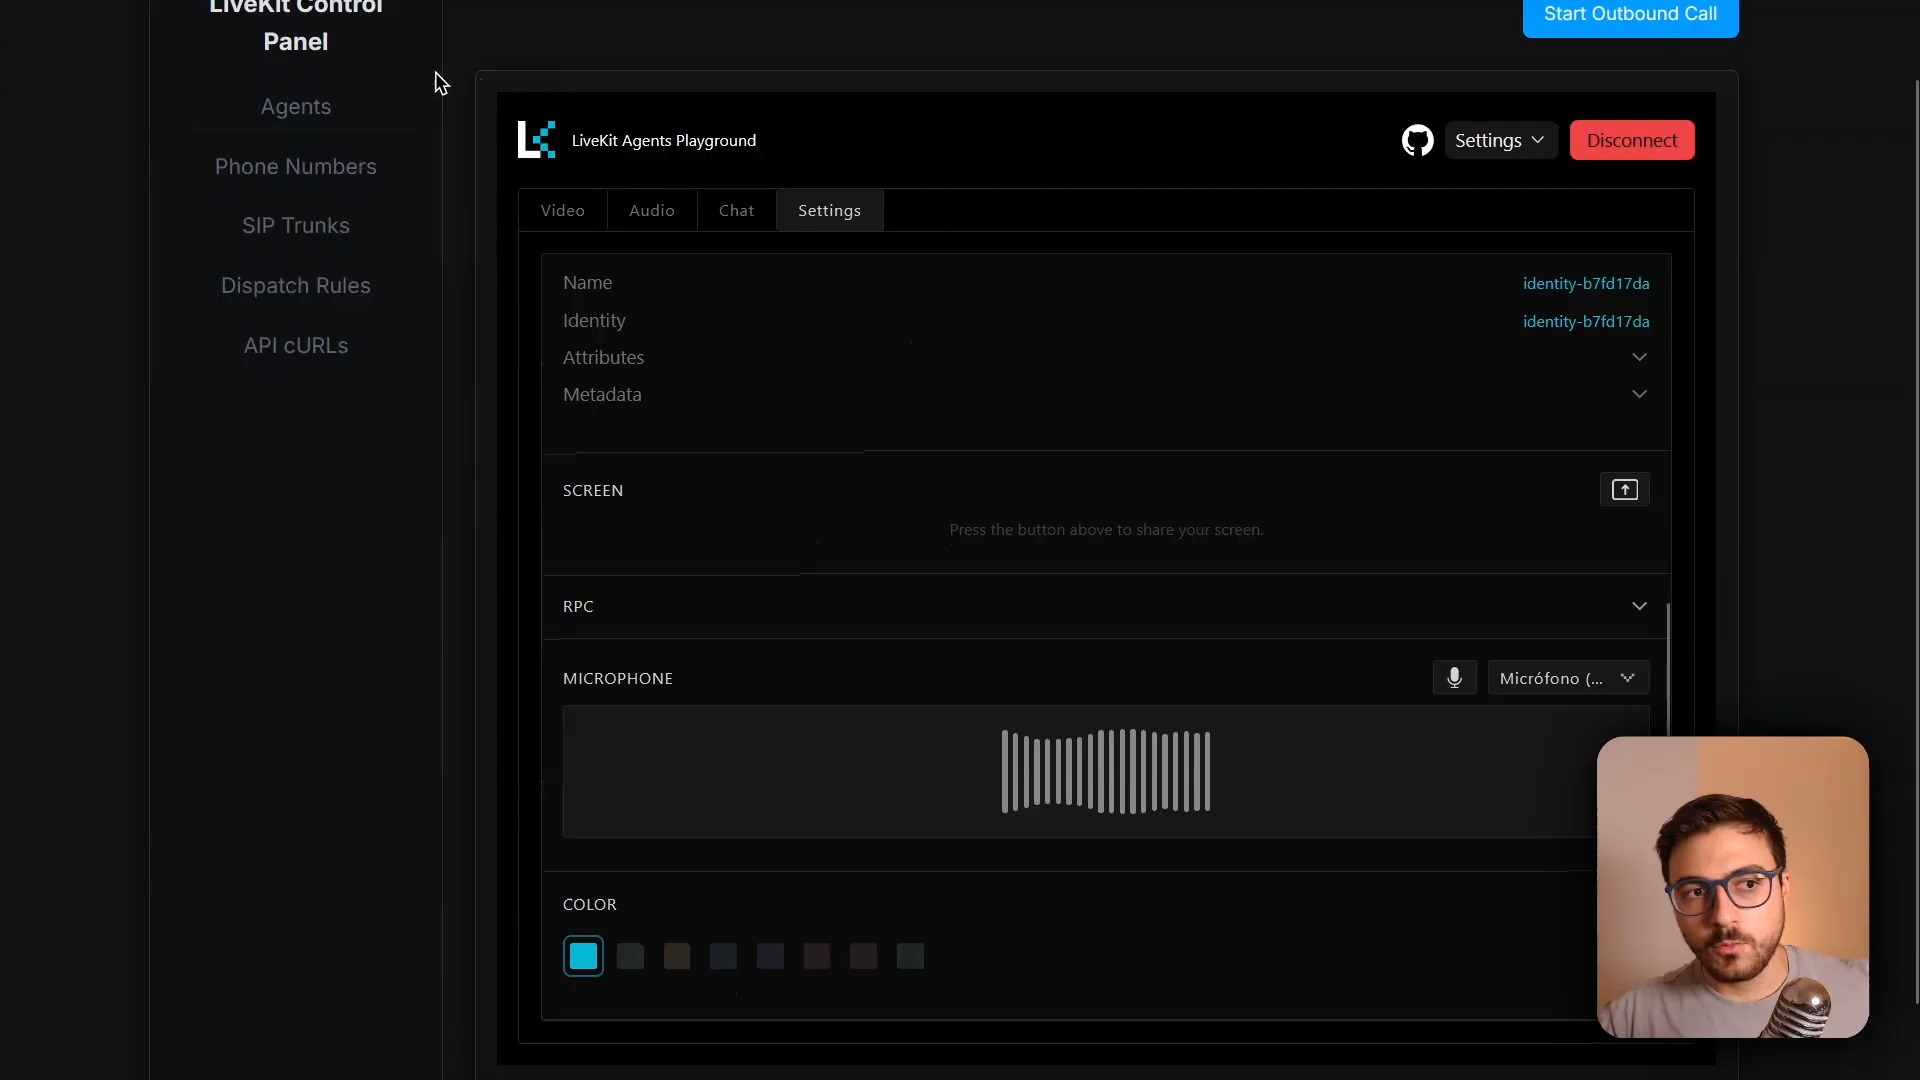 LiveKit Control
Panel
Agents
Phone Numbers
SIP Trunks
Dispatch Rules
API cURLs
Start Outbound Call
LiveKit Agents Playground
Settings
Disconnect
Video
Audio
Chat
Settings
Name
identity-b7fd17da
Identity
identity-b7fd17da
Attributes
Metadata
SCREEN
Press the button above to share your screen.
RPC
MICROPHONE
Micrófono (...
COLOR